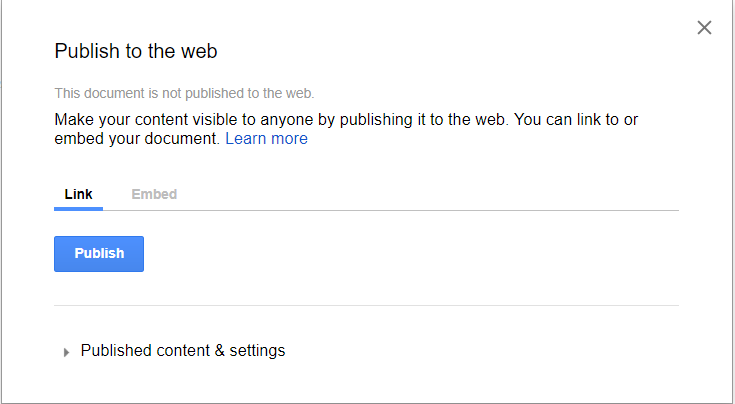 Publish to the web
This document is not published to the web.
Make your content visible to anyone by publishing it to the web. You can link to or
embed your document. Learn more
Link Embed
Publish
Published content & settings